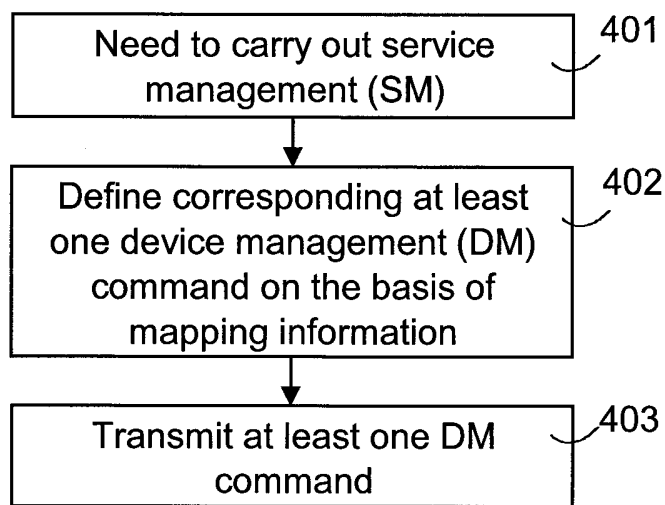 Need to carry out service
management (SM)
401
Define corresponding at least
one device management (DM)
command on the basis of
mapping information
402
Transmit at least one DM
command
403